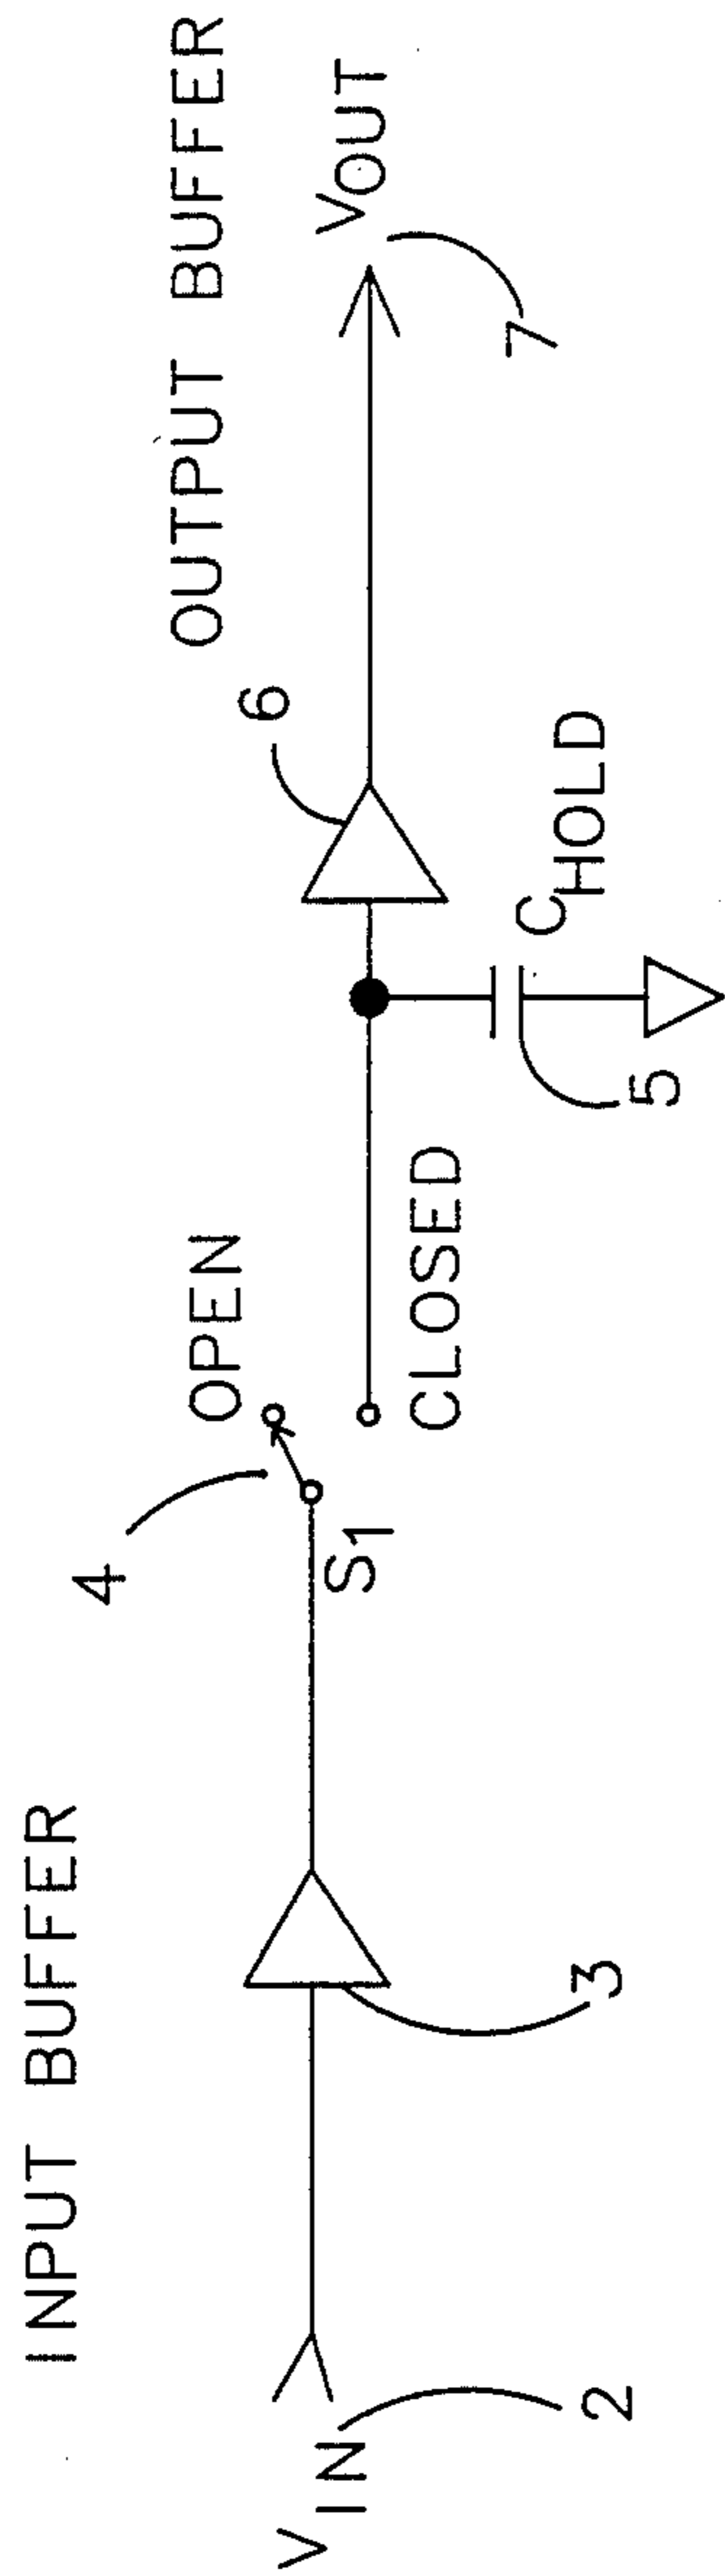 INPUT BUFFER
OUTPUT BUFFER
4
OPEN
6
VIN
S1
VOUT
2
3
CLOSED
CHOLD
7
5